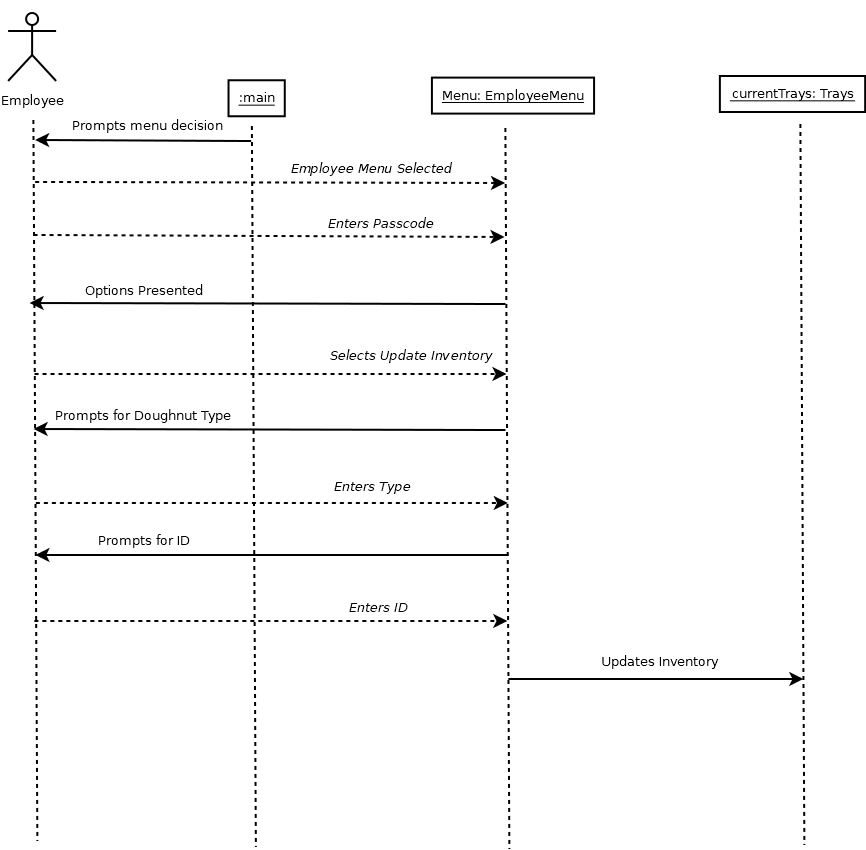 Employee
:main
Menu: EmployeeMenu
currentTrays: Trays
Prompts menu decision
Employee Menu Selected
Enters Passcode
Options Presented
Selects Update Inventory
Prompts for Doughnut Type
Enters Type
Prompts for ID
Enters ID
Updates Inventory